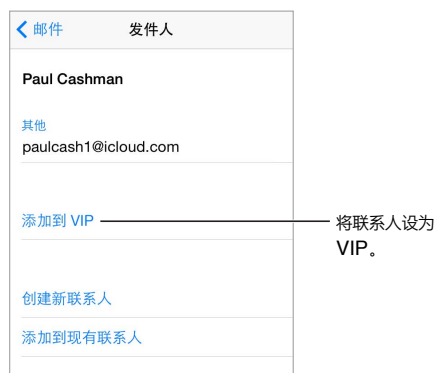 邮件 发件人
Paul Cashman
其他
paulcash1@icloud.com
添加到 VIP
将联系人设为
VIP。
创建新联系人
添加到现有联系人